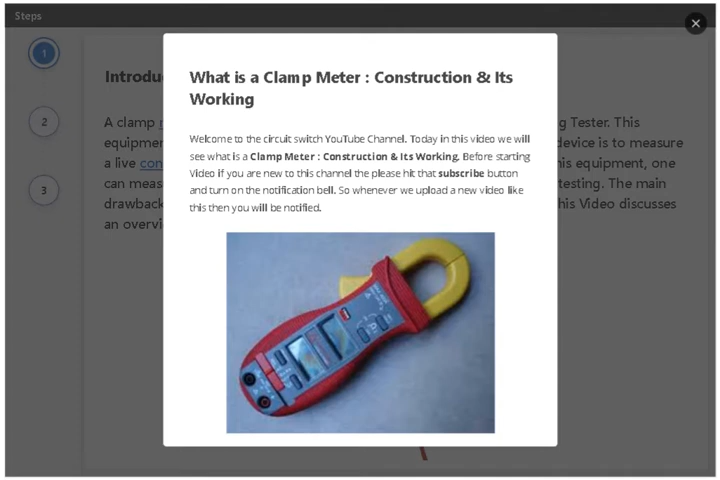 Steps
1
2
3
Introdu
A clamp
g Tester. This
equipmen
device is to measure
a live con
his equipment, one
can meas
testing. The main
drawback
his Video discusses
an overvi
What is a Clamp Meter : Construction & Its
Working
Welcome to the circuit switch YouTube Channel. Today in this video we will
see what is a Clamp Meter : Construction & Its Working. Before starting
Video if you are new to this channel the please hit that subscribe button
and turn on the notification bell. So whenever we upload a new video like
this then you will be notified.